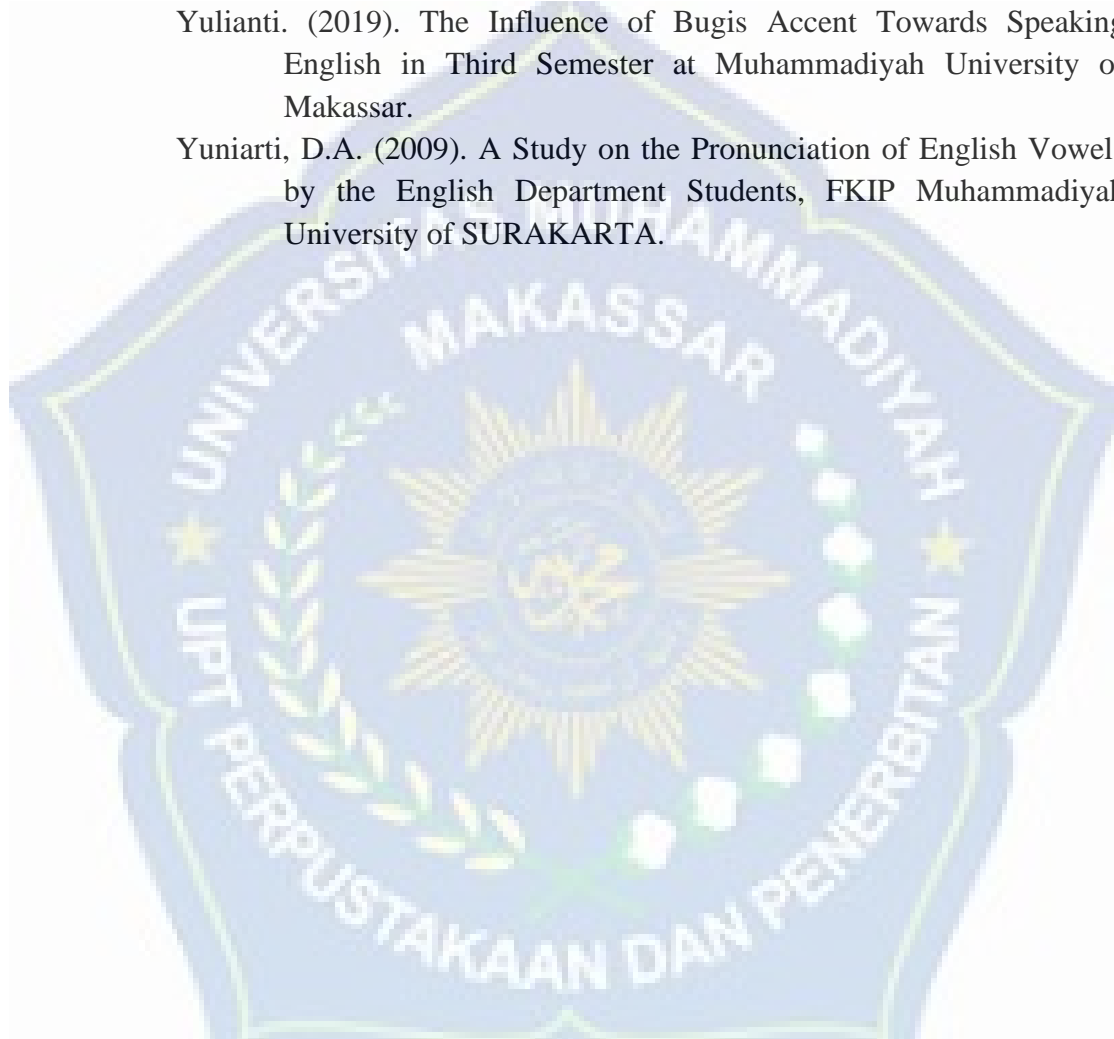 Yulianti. (2019). The Influence of Bugis Accent Towards Speaking
English in Third Semester at Muhammadiyah University o
Makassar.
Yuniarti, D.A. (2009). A Study on the Pronunciation of English Vowel
by the English Department Students, FKIP Muhammadiyah
University of SURAKARTA.
UNIVERSITAS MUHAMMADIYAH
MAKASSAR
UPT PERPUSTAKAAN DAN PENERBITAN